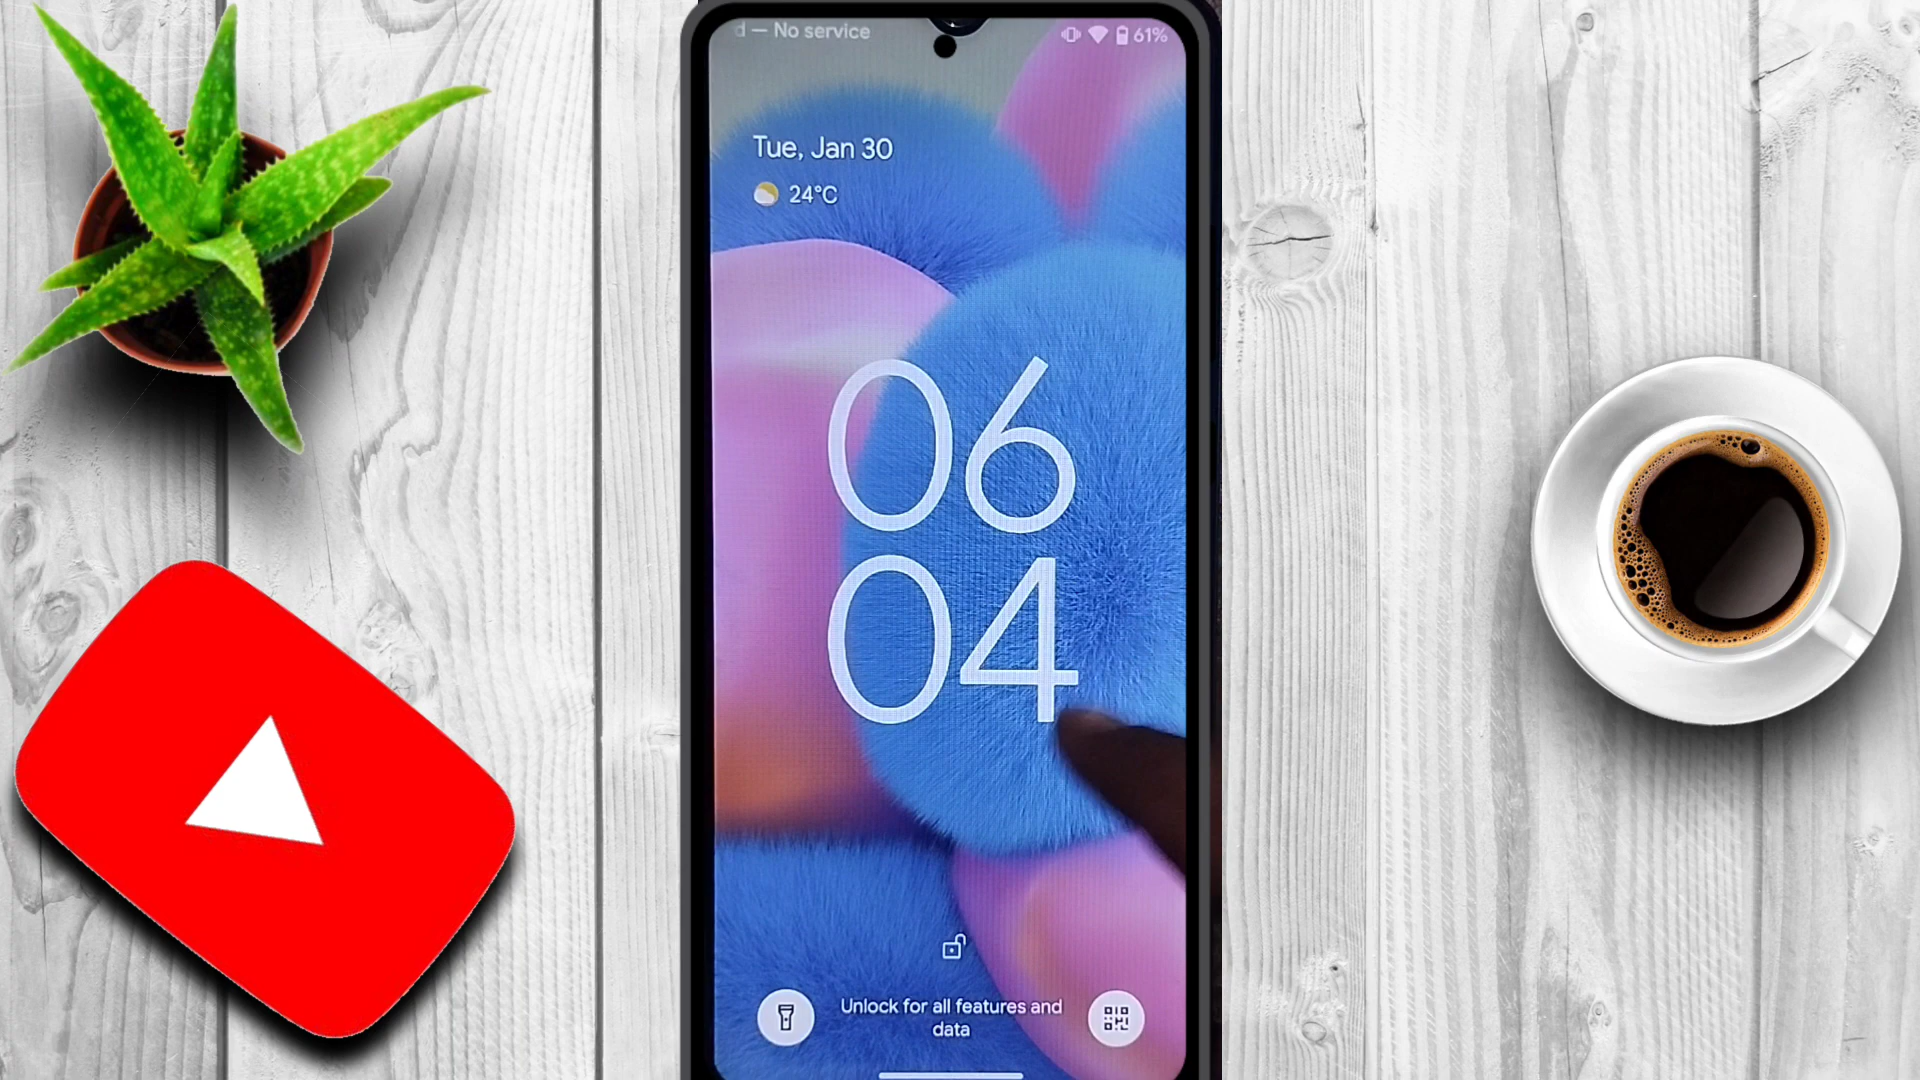 d — No service
61%
Tue, Jan 30
24°C
06
04
Unlock for all features and
data